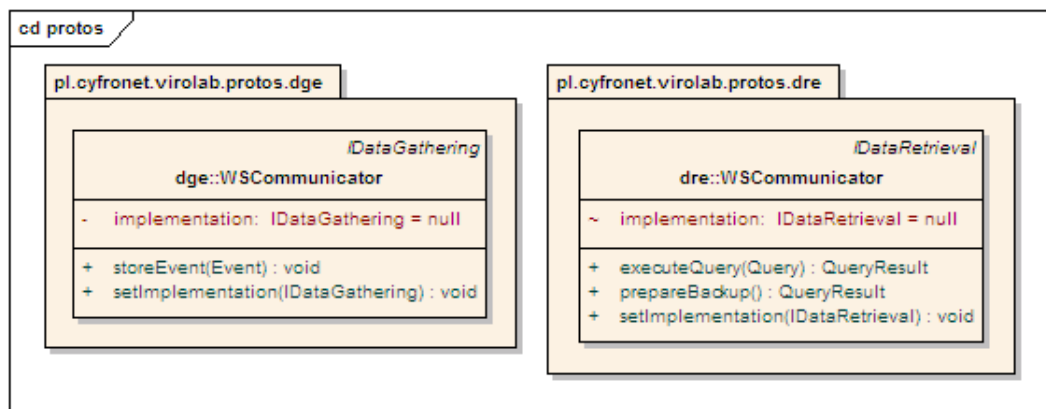 cd protos
pl.cyfronet.virolab.protos.dge
IDataGathering
dge::WSCommunicator
- implementation: IDataGathering = null
+ storeEvent(Event) : void
+ setImplementation(IDataGathering) : void
pl.cyfronet.virolab.protos.dre
IDataRetrieval
dre::WSCommunicator
~ implementation: IDataRetrieval = null
+ executeQuery(Query) : QueryResult
+ prepareBackup() : QueryResult
+ setImplementation(IDataRetrieval) : void